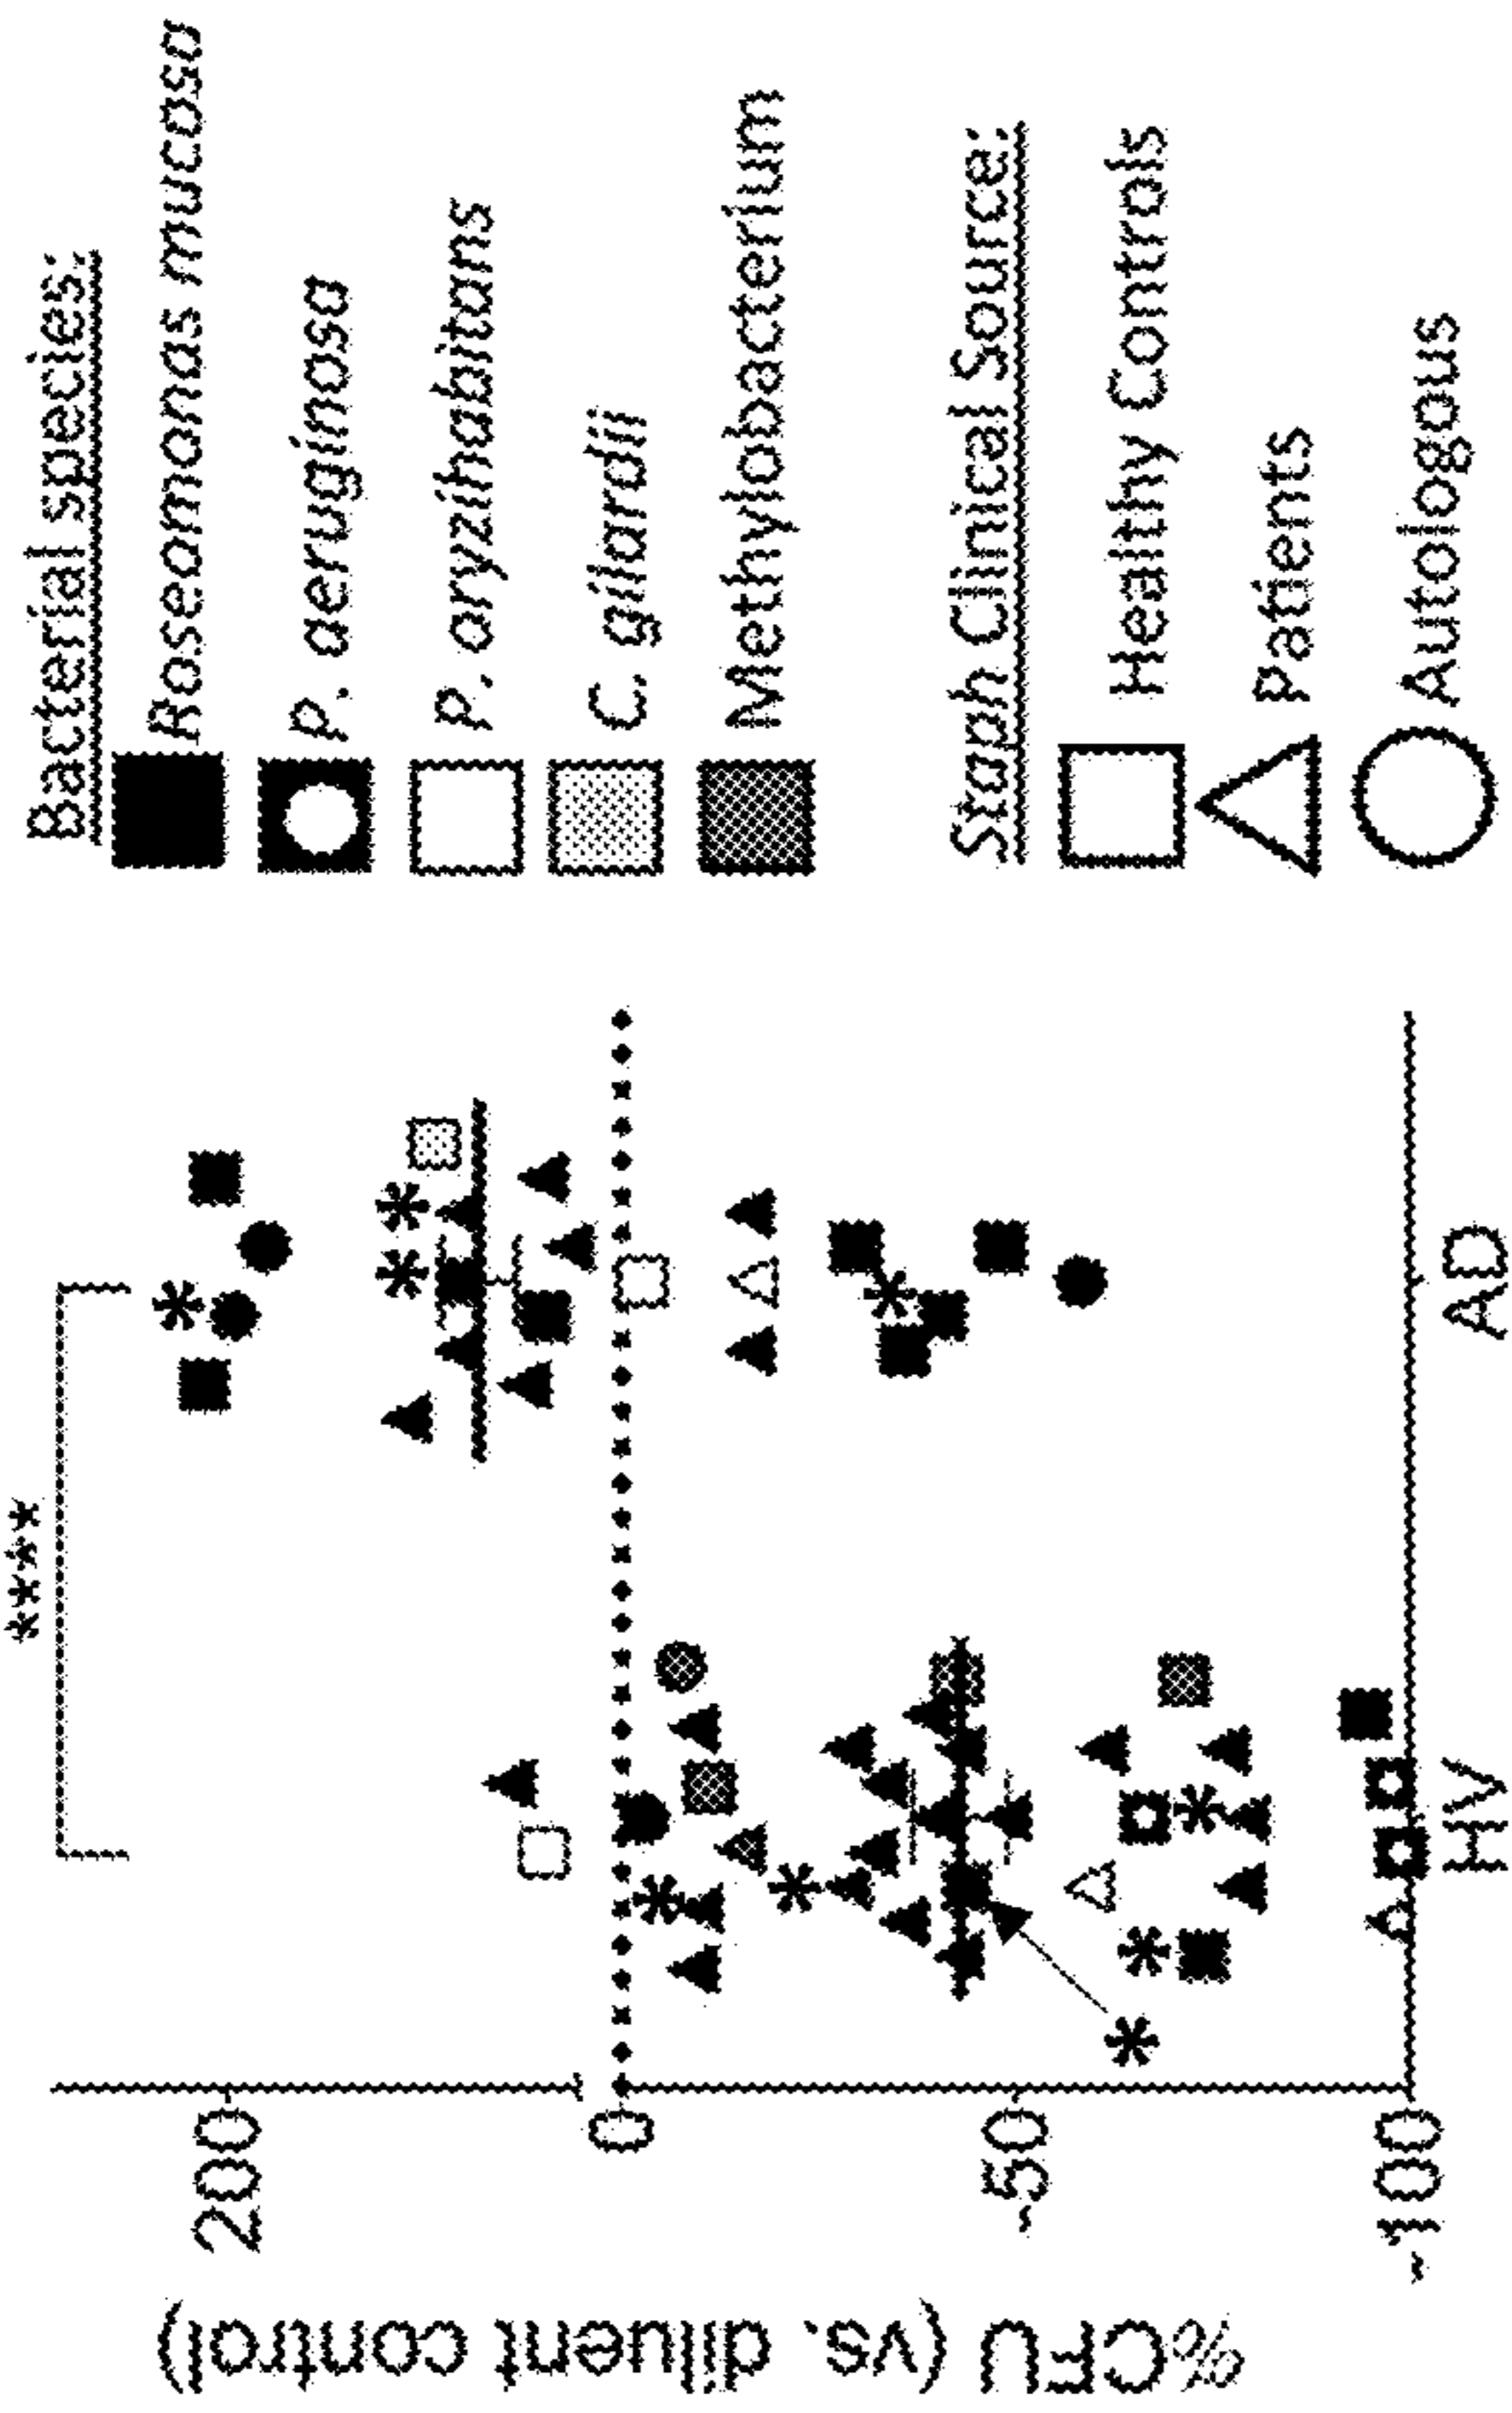 %CFU (vs. diluent control)
200
0
-50
-100
****
HV
AD
Bacterial species:
Roseomonas mucosa
P. aeruginosa
P. oryzihabitans
C. gilardii
Methylobacterium
Staph Clinical Source:
Healthy Controls
Patients
Autologous